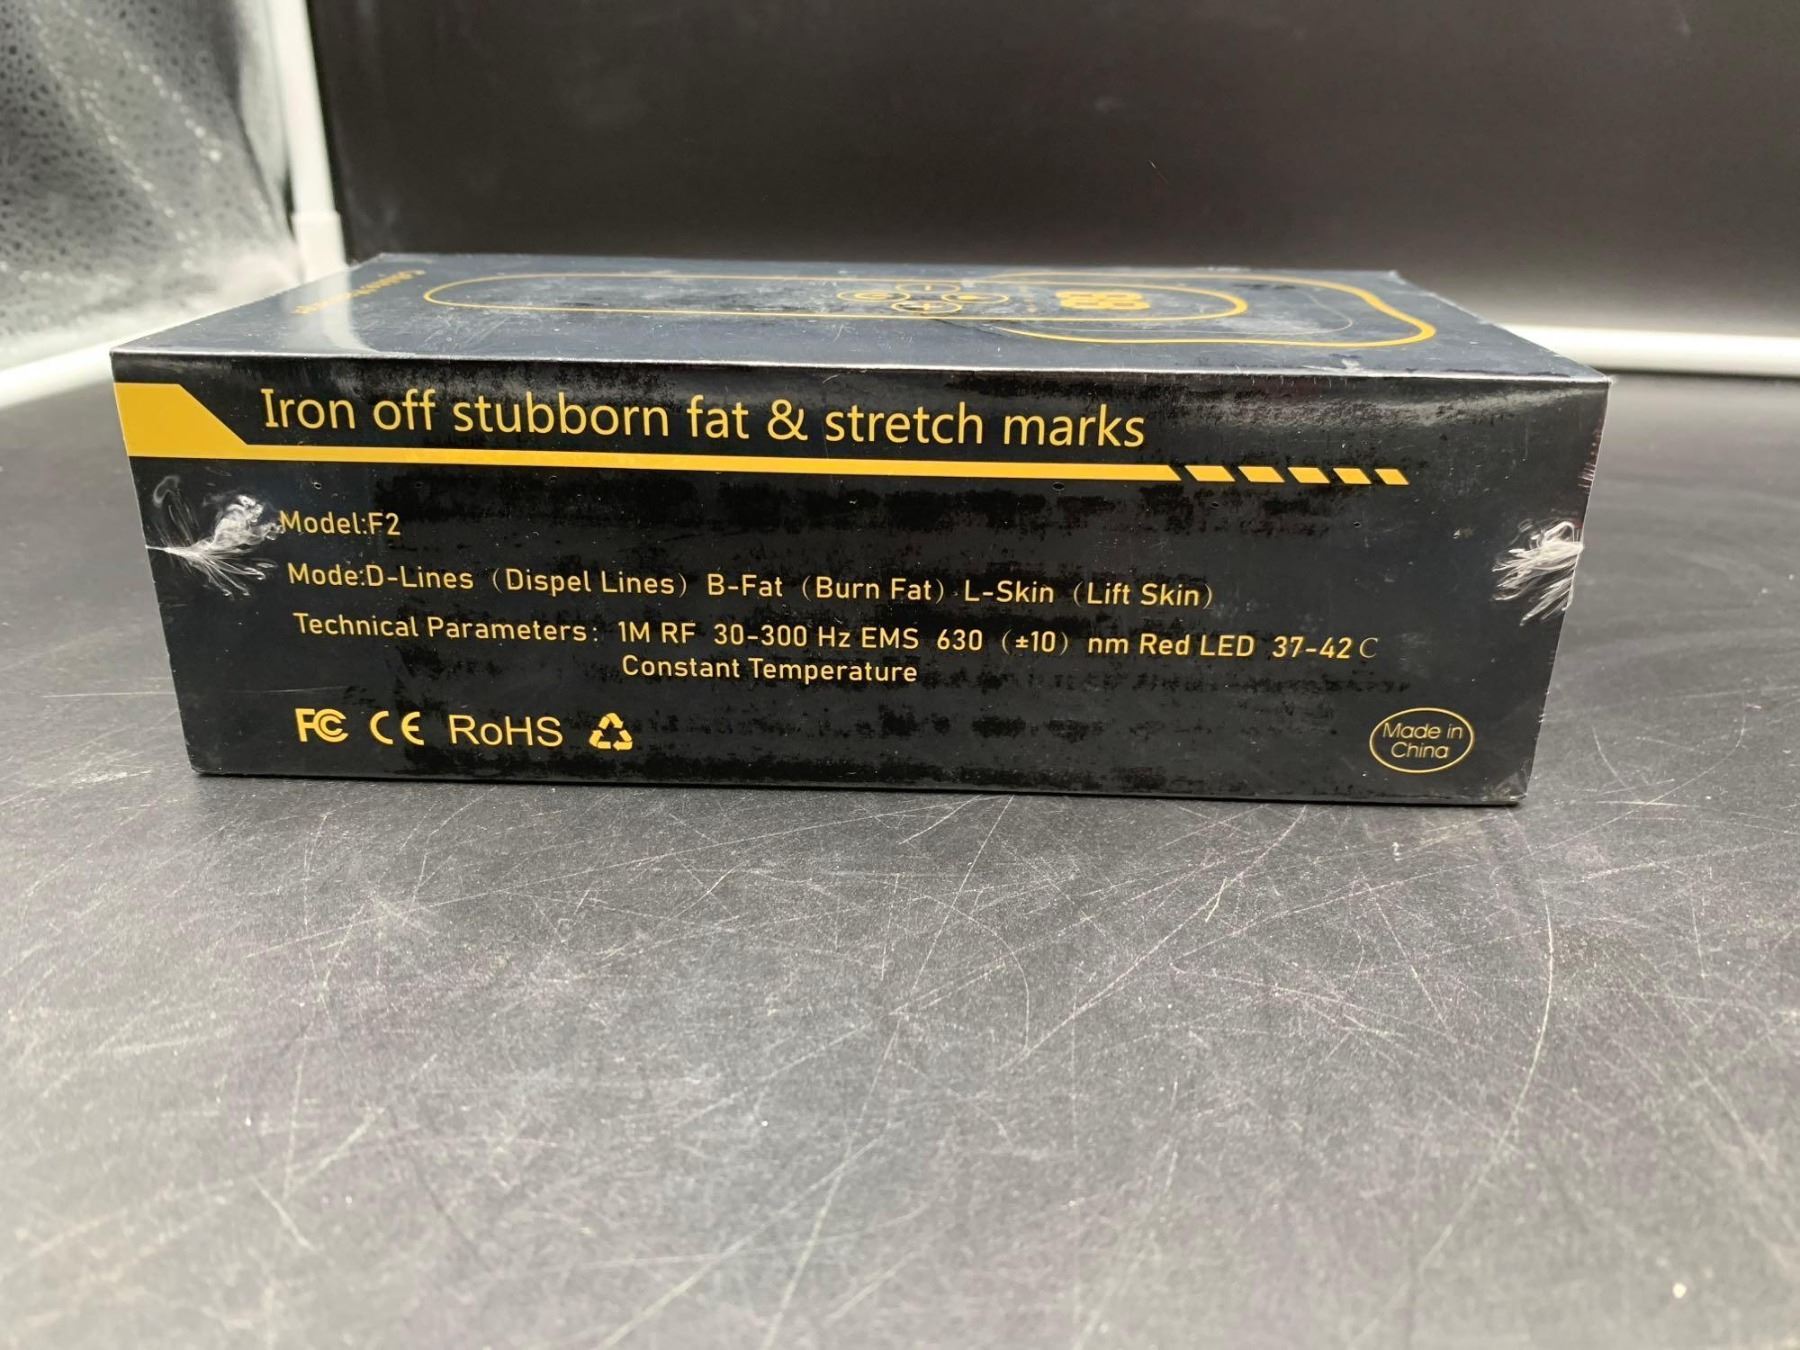 Iron off stubborn fat & stretch marks
Model:F2
Mode:D-Lines（Dispel Lines）B-Fat（Burn Fat）L-Skin（Lift Skin）
Technical Parameters: 1M RF 30-300 Hz EMS 630（±10）nm Red LED 37-42 C
Constant Temperature
FC CE RoHS
Made in
China